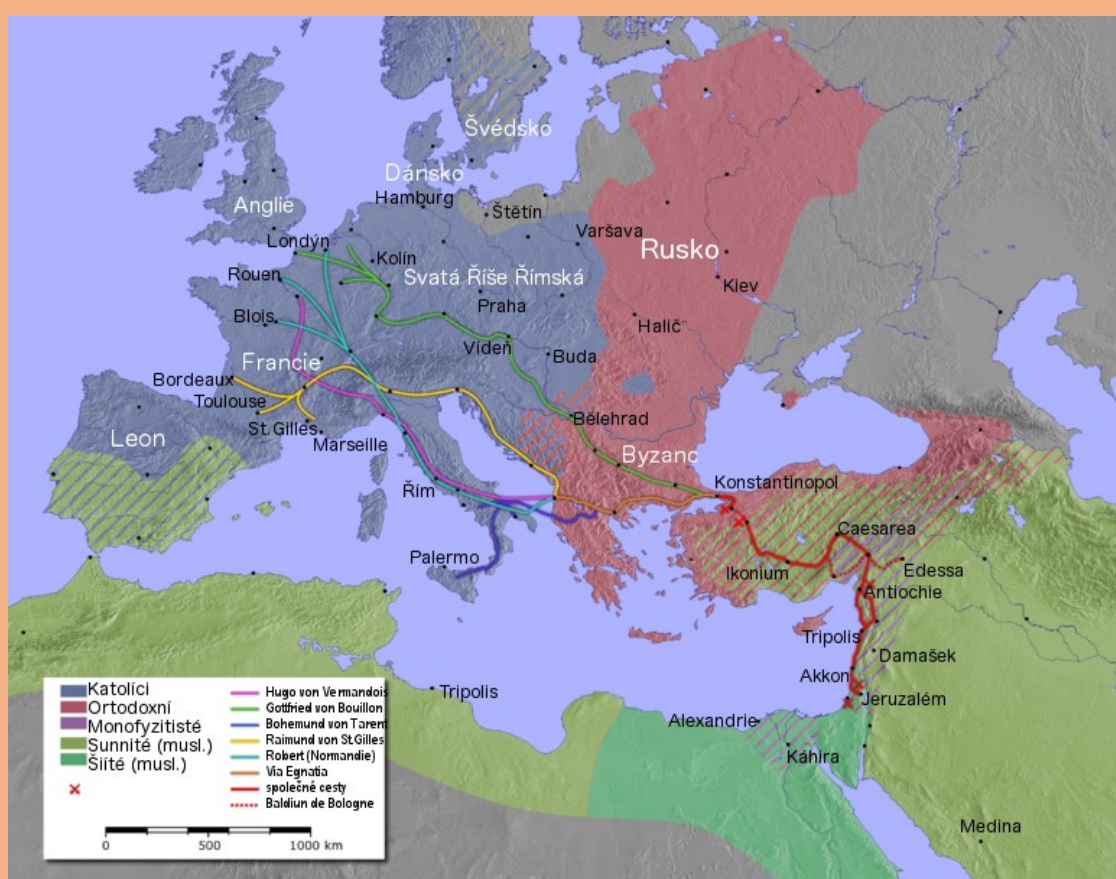 Švédsko
Dánsko
Hamburg
Štětín
Anglie
Londýn
Varšava
Kolín
Rusko
Rouen
Svatá Říše Římská
Kiev
Praha
Blois
Halič
Vídeň
Buda
Francie
Bordeaux
Toulouse
St.Gilles
Bělehrad
Leon
Marseille
Byzanc
Řím
Konstantinopol
Caesarea
Palermo
Ikonium
Edessa
Antiochie
Tripolis
Damašek
Akkon
Tripolis
Jeruzalém
Alexandrie
Káhira
Medina
Katolíci
Ortodoxní
Monofyzitisté
Sunnité (musl.)
Šíité (musl.)
Hugo von Vermandois
Gottfried von Bouillon
Bohemund von Tarent
Raimund von St.Gilles
Robert (Normandie)
Via Egnatia
společné cesty
Balduin de Bologne
0 500 1000 km